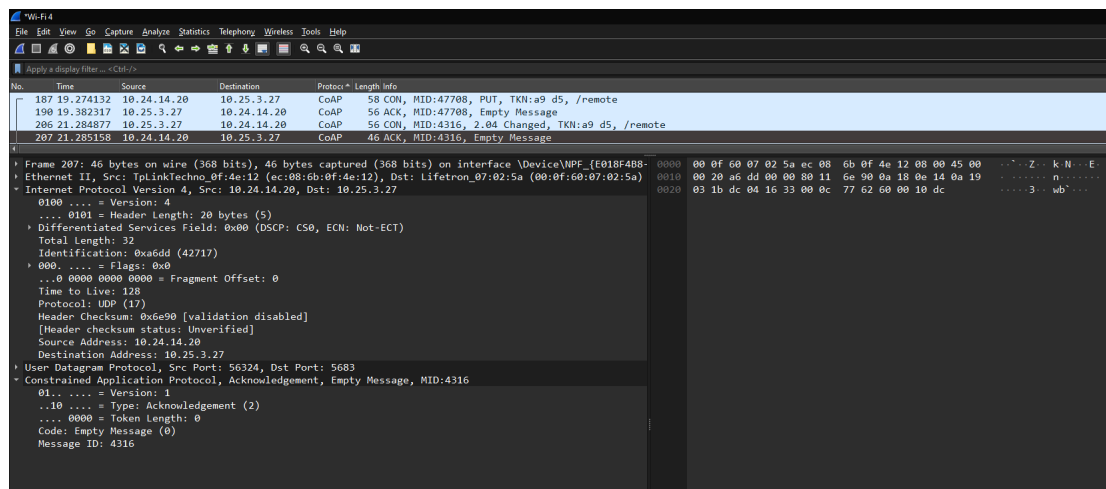 *Wi-Fi 4
File Edit View Go Capture Analyze Statistics Telephony Wireless Tools Help
Apply a display filter ... <Ctrl-/>
No. Time Source Destination Protocc Length Info
187 19.274132 10.24.14.20 10.25.3.27 CoAP 58 CON, MID:47708, PUT, TKN:a9 d5, /remote
190 19.382317 10.25.3.27 10.24.14.20 CoAP 56 ACK, MID:47708, Empty Message
206 21.284877 10.25.3.27 10.24.14.20 CoAP 56 CON, MID:4316, 2.04 Changed, TKN:a9 d5, /remote
207 21.285158 10.24.14.20 10.25.3.27 CoAP 46 ACK, MID:4316, Empty Message
Frame 207: 46 bytes on wire (368 bits), 46 bytes captured (368 bits) on interface \Device\NPF_{E018F4B8-
Ethernet II, Src: TpLinkTechno_0f:4e:12 (ec:08:6b:0f:4e:12), Dst: Lifetron_07:02:5a (00:0f:60:07:02:5a)
Internet Protocol Version 4, Src: 10.24.14.20, Dst: 10.25.3.27
0100 .... = Version: 4
.... 0101 = Header Length: 20 bytes (5)
Differentiated Services Field: 0x00 (DSCP: CS0, ECN: Not-ECT)
Total Length: 32
Identification: 0xa6dd (42717)
000. .... = Flags: 0x0
...0 0000 0000 0000 = Fragment Offset: 0
Time to Live: 128
Protocol: UDP (17)
Header Checksum: 0x6e90 [validation disabled]
[Header checksum status: Unverified]
Source Address: 10.24.14.20
Destination Address: 10.25.3.27
User Datagram Protocol, Src Port: 56324, Dst Port: 5683
Constrained Application Protocol, Acknowledgement, Empty Message, MID:4316
01.. .... = Version: 1
..10 .... = Type: Acknowledgement (2)
.... 0000 = Token Length: 0
Code: Empty Message (0)
Message ID: 4316
0000 00 0f 60 07 02 5a ec 08 6b 0f 4e 12 08 00 45 00 ··`··Z·· k·N···E·
0010 00 20 a6 dd 00 00 80 11 6e 90 0a 18 0e 14 0a 19 · ······ n·······
0020 03 1b dc 04 16 33 00 0c 77 62 60 00 10 dc ·····3·· wb`···